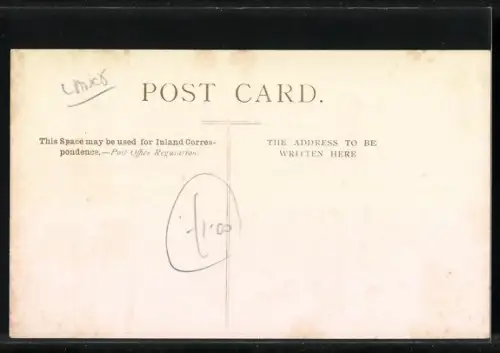 POST CARD.
This Space may be used for Inland Corres-
pondence.—Post Office Regulation.
THE ADDRESS TO BE
WRITTEN HERE
£1.00